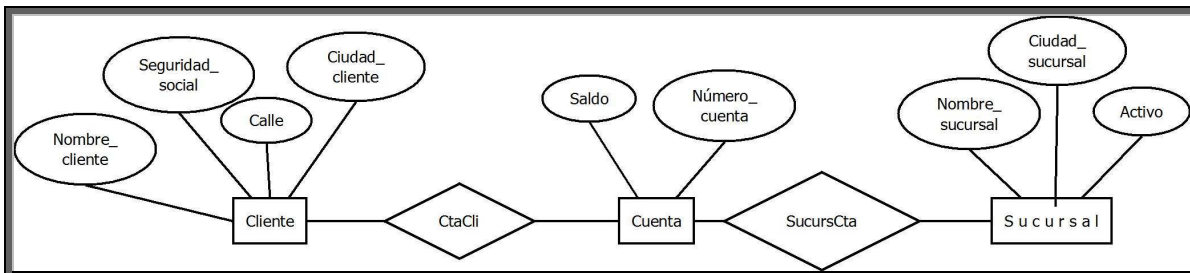 Nombre_
cliente
Seguridad_
social
Calle
Ciudad_
cliente
Saldo
Número_
cuenta
Nombre_
sucursal
Ciudad_
sucursal
Activo
Cliente
CtaCli
Cuenta
SucursCta
Sucursal